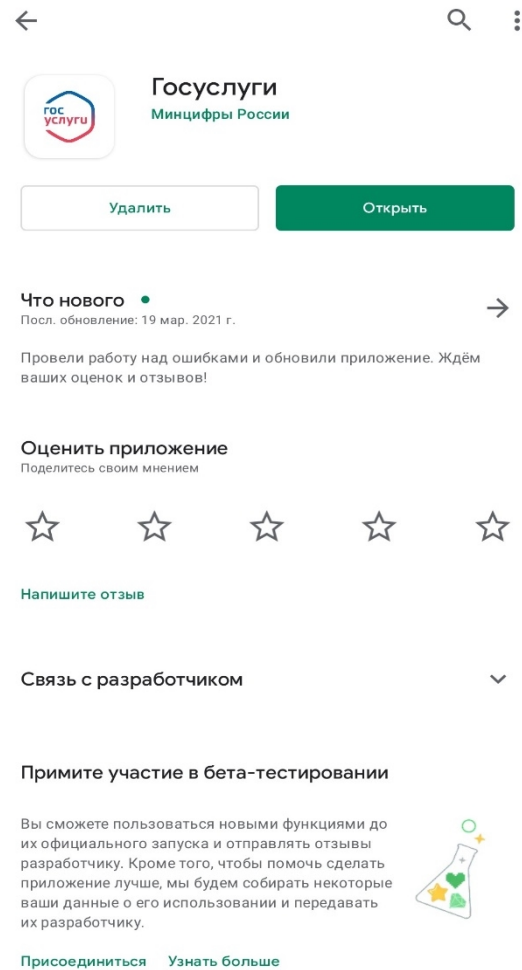 Госуслуги
гос
услуги
Минцифры России
Удалить
Открыть
Что нового
Посл. обновление: 19 мар. 2021 г.
Провели работу над ошибками и обновили приложение. Ждём
ваших оценок и отзывов!
Оценить приложение
Поделитесь своим мнением
Напишите отзыв
Связь с разработчиком
Примите участие в бета-тестировании
Вы сможете пользоваться новыми функциями до
их официального запуска и отправлять отзывы
разработчику. Кроме того, чтобы помочь сделать
приложение лучше, мы будем собирать некоторые
ваши данные о его использовании и передавать
их разработчику.
Присоединиться
Узнать больше